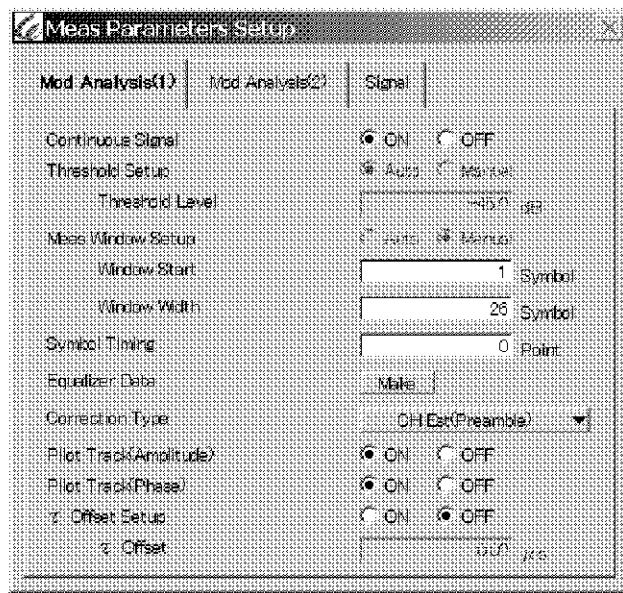 Meas Parameters Setup
Mod Analysis(1) Mod Analysis(2) Signal
Continuous Signal ON OFF
Threshold Setup Auto Manual
Threshold Level dB
Meas Window Setup Auto Manual
Window Start 1 Symbol
Window Width 26 Symbol
Symbol Timing 0 Point
Equalizer Data Make
Correction Type CH Est(Preamble)
Pilot Track(Amplitude) ON OFF
Pilot Track(Phase) ON OFF
τ Offset Setup ON OFF
τ Offset μs